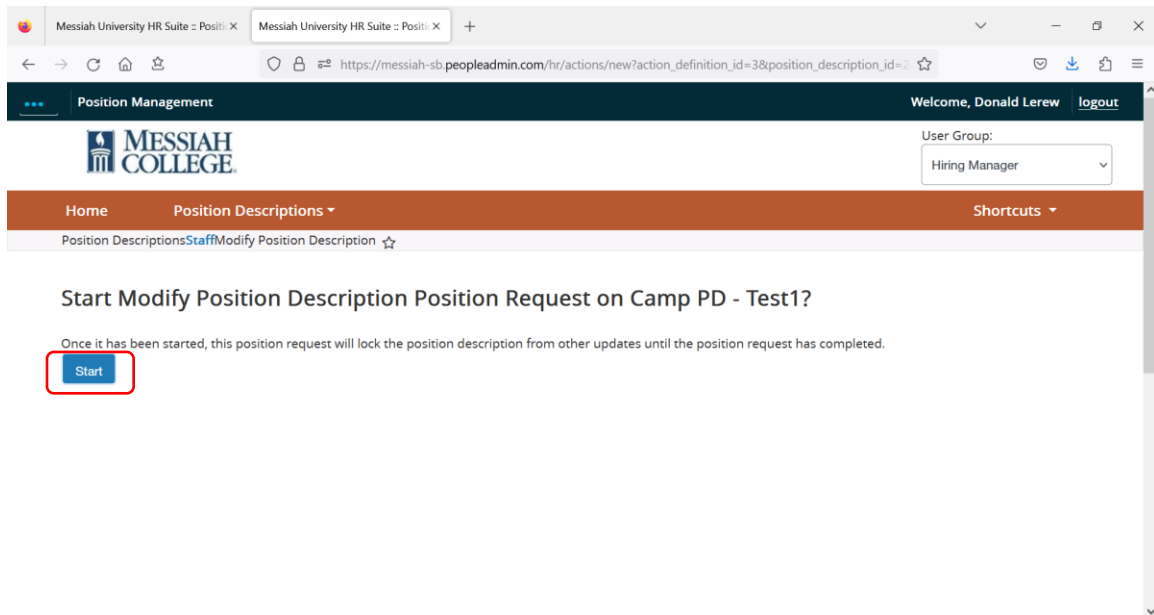 Messiah University HR Suite :: Positi
Messiah University HR Suite :: Positi
https://messiah-sb.peopleadmin.com/hr/actions/new?action_definition_id=3&position_description_id=2
Position Management
Welcome, Donald Lerew
logout
MESSIAH
COLLEGE
User Group:
Hiring Manager
Home
Position Descriptions
Shortcuts
Position DescriptionsStaffModify Position Description
Start Modify Position Description Position Request on Camp PD - Test1?
Once it has been started, this position request will lock the position description from other updates until the position request has completed.
Start